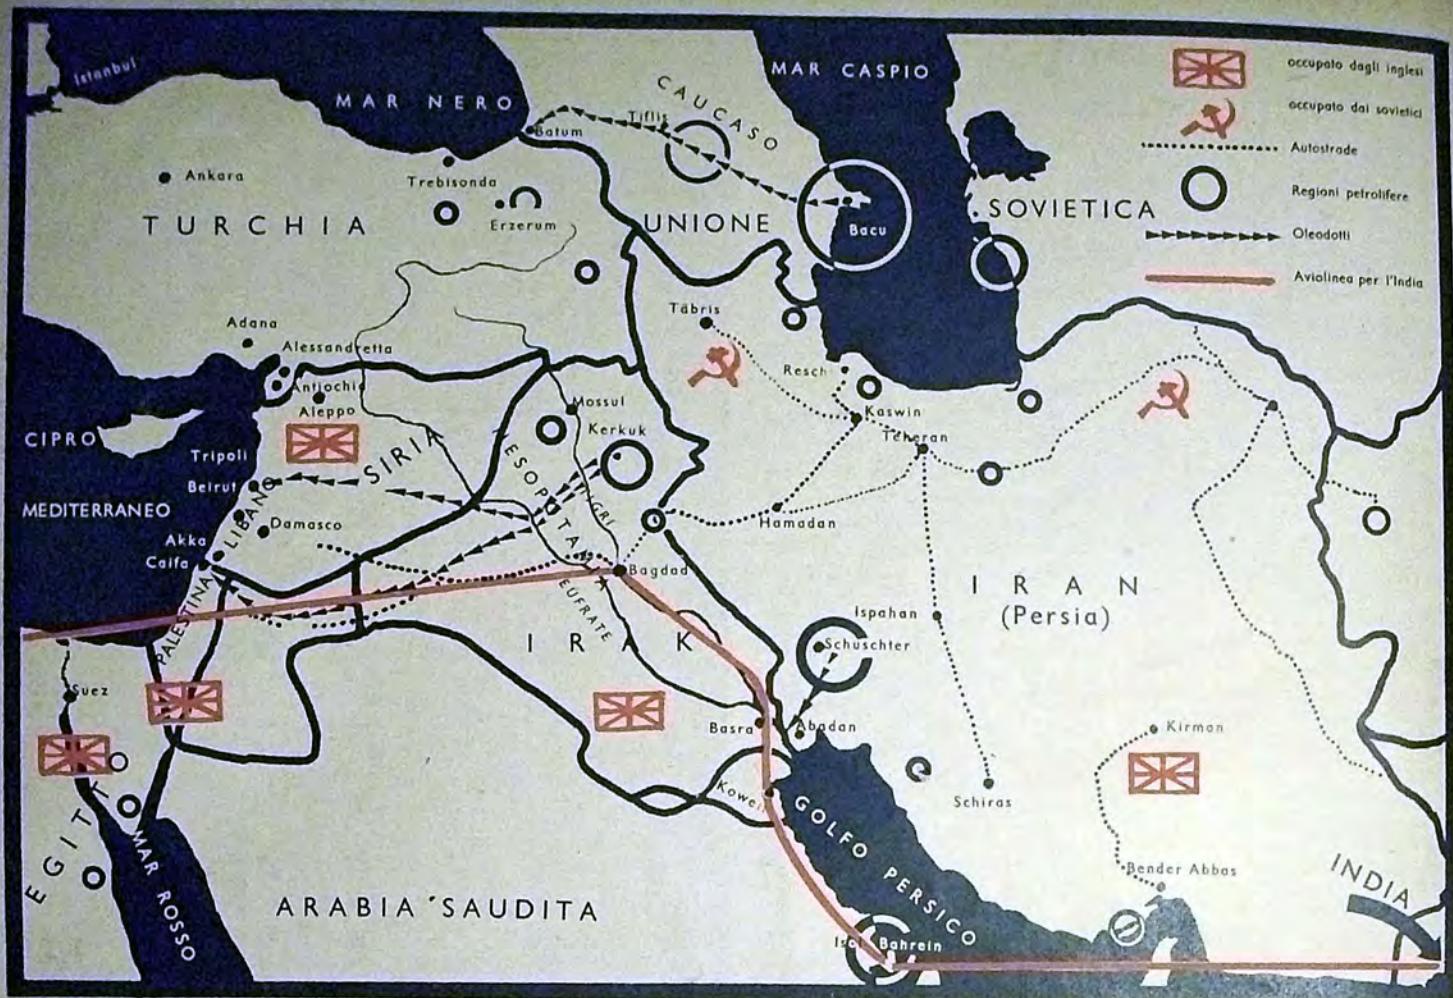 Istanbul
MAR NERO
CAUCASO
MAR CASPIO
occupato dagli inglesi
occupato dai sovietici
Autostrade
Regioni petrolifere
Oleodotti
Aviolinea per l'India
Tiflis
Batum
Ankara
Trebisonda
Erzerum
TURCHIA
UNIONE
SOVIETICA
Bacu
Täbris
Adana
Alessandretta
Antiochia
Aleppo
Resch
Kaswin
Teheran
Mossul
Kerkuk
CIPRO
Tripoli
SIRIA
Beirut
MEDITERRANEO
LIBANO
Damasco
Akka
Caifa
MESOPOTAMIA
TIGRI
Hamadan
Bagdad
EUFRATE
PALESTINA
IRAK
IRAN
(Persia)
Ispahan
Schuschter
Suez
Basra
Abadan
Kirman
Schiras
Koweit
EGITTO
MAR ROSSO
GOLFO PERSICO
Bender Abbas
INDIA
ARABIA SAUDITA
Isol Bahrein